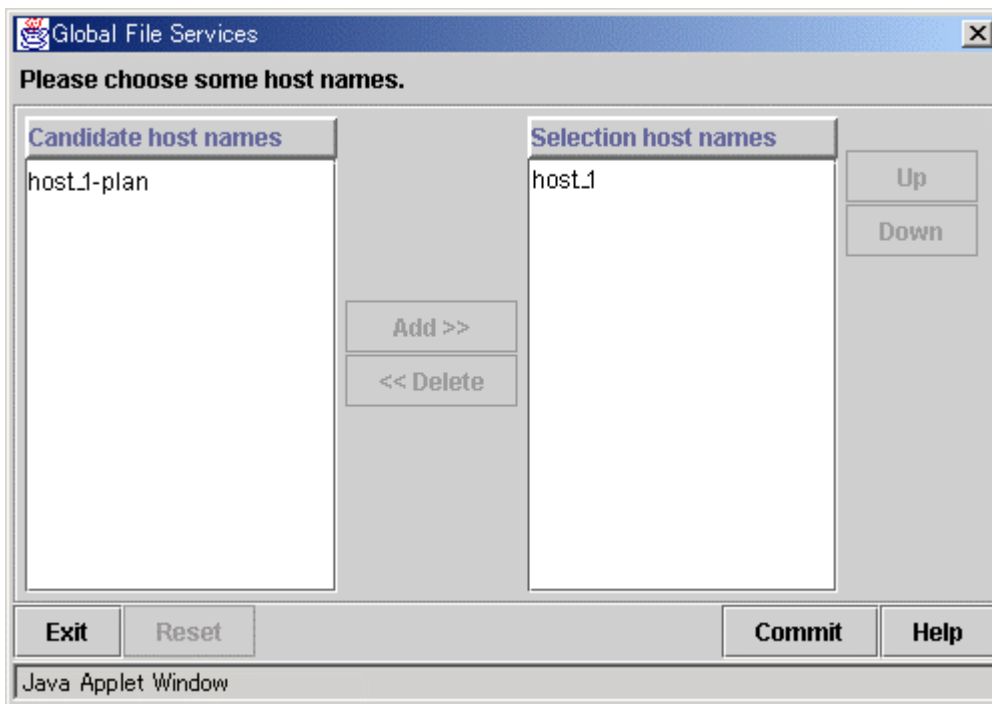 Global File Services
Please choose some host names.
Candidate host names
host_1-plan
Add >>
<< Delete
Selection host names
host_1
Up
Down
Exit
Reset
Commit
Help
Java Applet Window